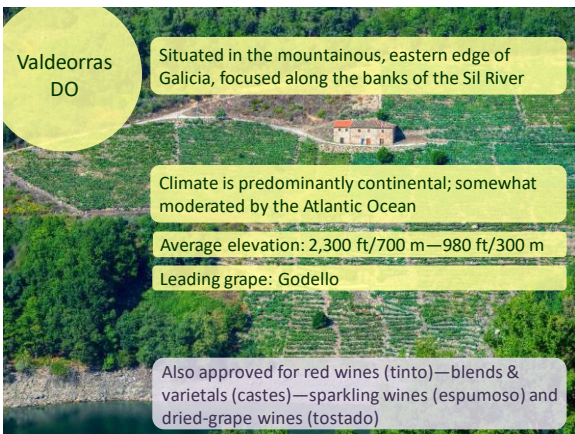 Valdeorras
DO
Situated in the mountainous, eastern edge of
Galicia, focused along the banks of the Sil River
Climate is predominantly continental; somewhat
moderated by the Atlantic Ocean
Average elevation: 2,300 ft/700 m—980 ft/300 m
Leading grape: Godello
Also approved for red wines (tinto)—blends &
varietals (castes)—sparkling wines (espumoso) and
dried-grape wines (tostado)